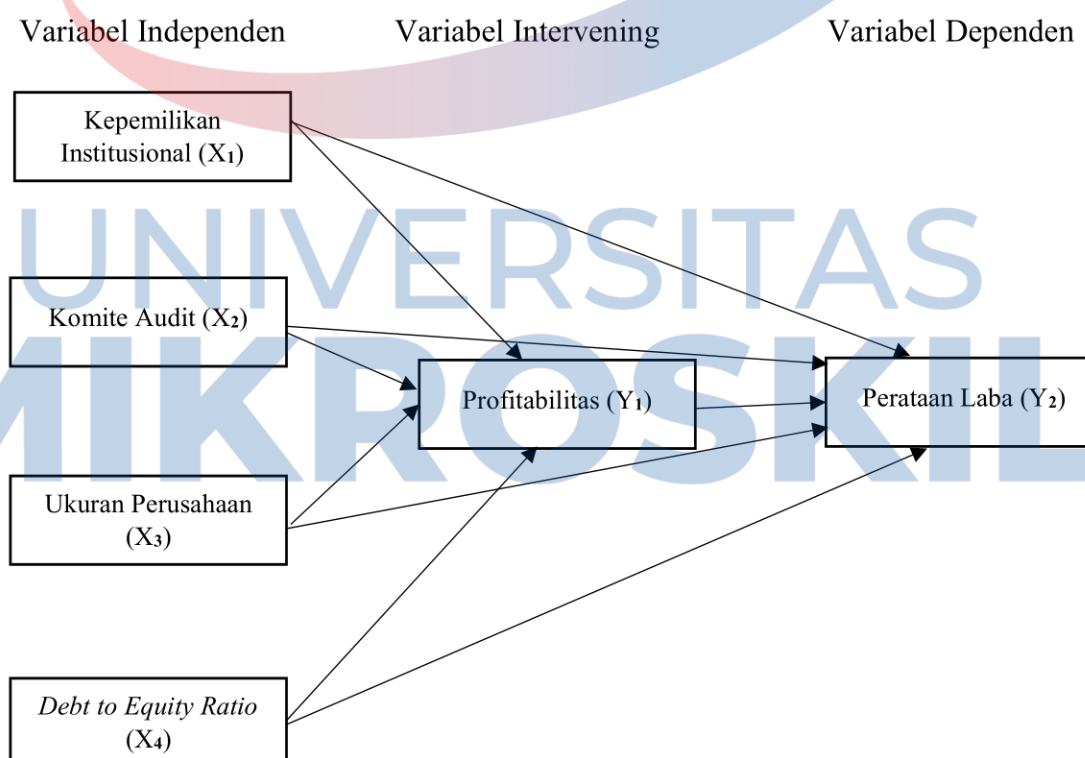 Variabel Independen
Variabel Intervening
Variabel Dependen
Kepemilikan
Institusional (X₁)
UNIVERSITAS
Komite Audit (X₂)
MIKROSKIL
Profitabilitas (Y₁)
Perataan Laba (Y₂)
Ukuran Perusahaan
(X₃)
Debt to Equity Ratio
(X₄)